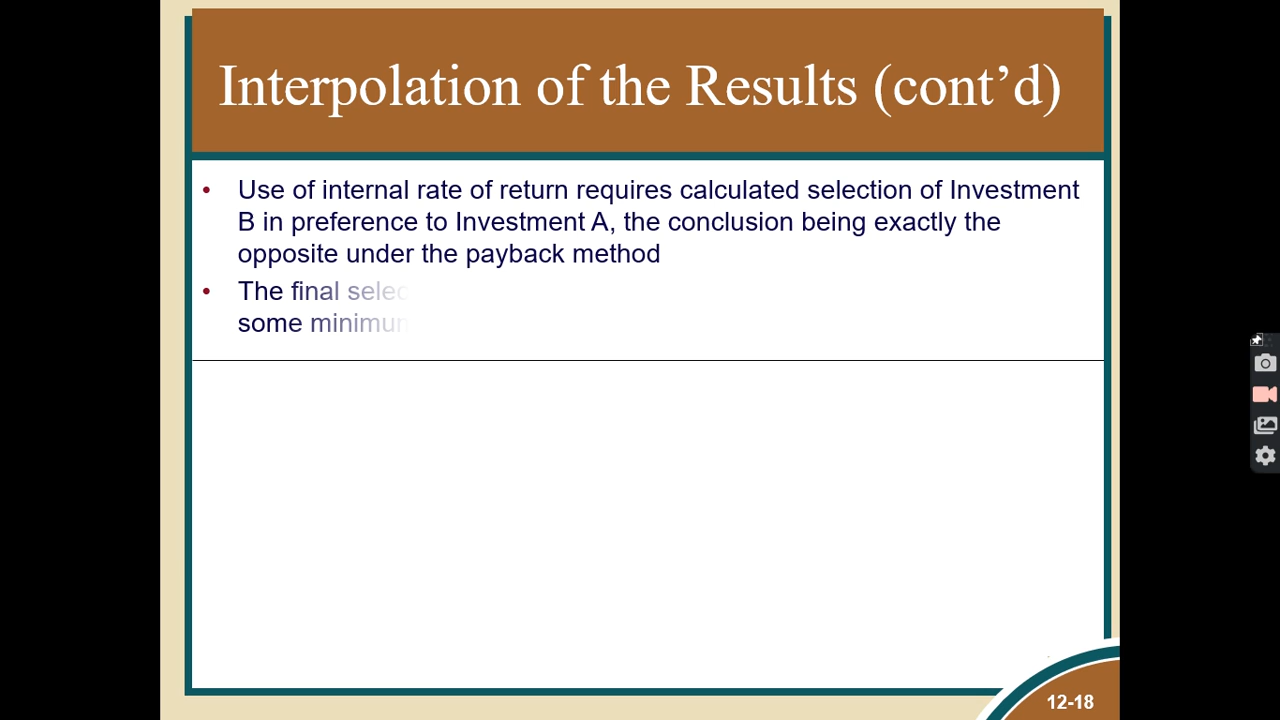 Interpolation of the Results (cont’d)
• Use of internal rate of return requires calculated selection of Investment
B in preference to Investment A, the conclusion being exactly the
opposite under the payback method
• The final selec
some minimum
12-18